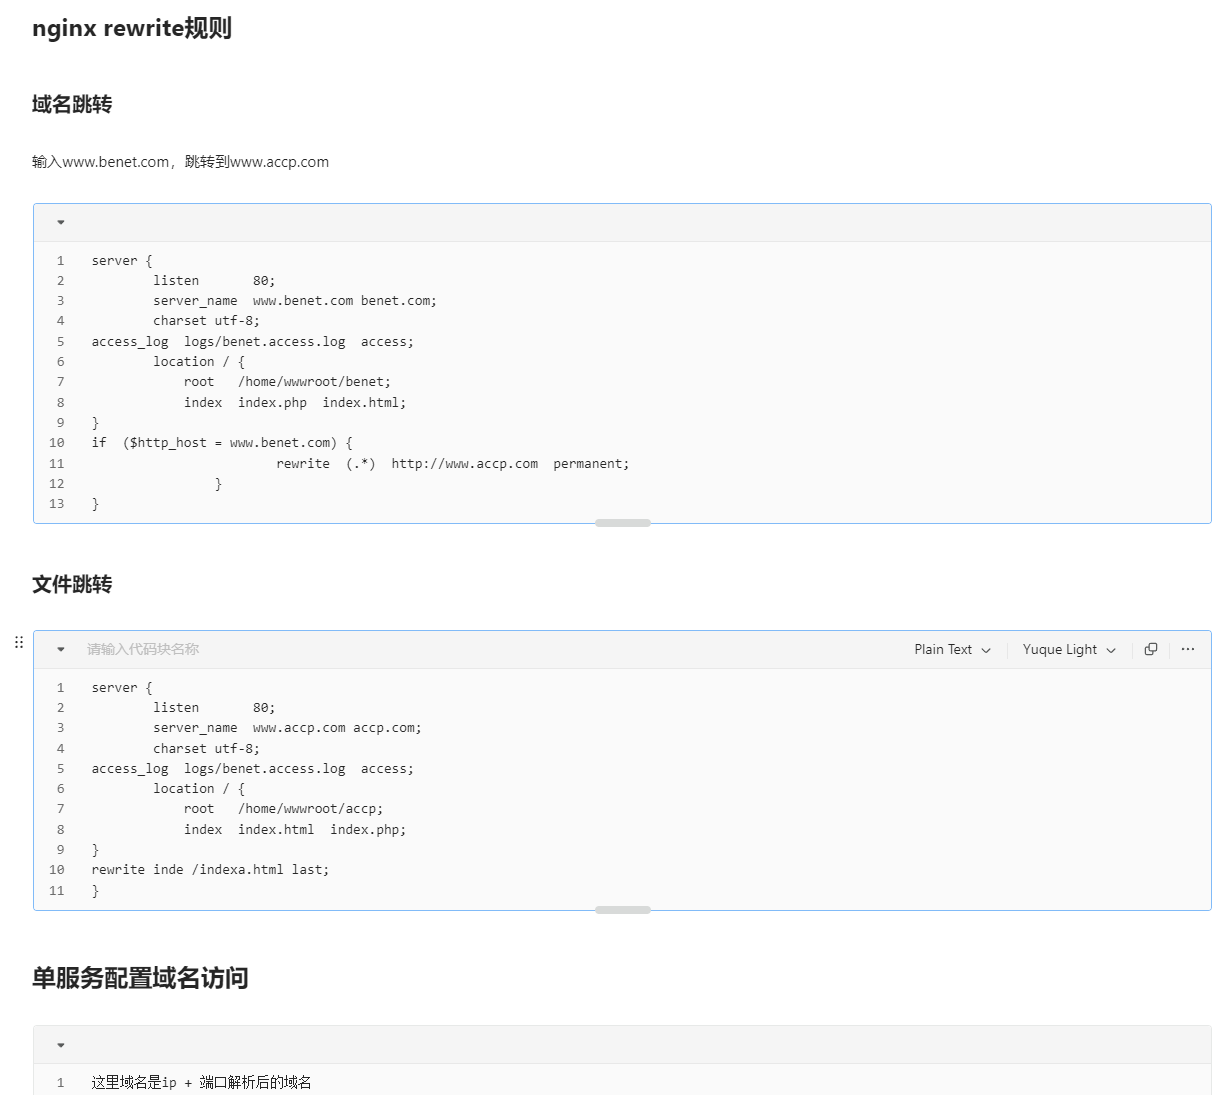 nginx rewrite规则
域名跳转
输入www.benet.com，跳转到www.accp.com
1 server {
2 listen 80;
3 server_name www.benet.com benet.com;
4 charset utf-8;
5 access_log logs/benet.access.log access;
6 location / {
7 root /home/wwwroot/benet;
8 index index.php index.html;
9 }
10 if ($http_host = www.benet.com) {
11 rewrite (.*) http://www.accp.com permanent;
12 }
13 }
文件跳转
请输入代码块名称 Plain Text Yuque Light
1 server {
2 listen 80;
3 server_name www.accp.com accp.com;
4 charset utf-8;
5 access_log logs/benet.access.log access;
6 location / {
7 root /home/wwwroot/accp;
8 index index.html index.php;
9 }
10 rewrite inde /indexa.html last;
11 }
单服务配置域名访问
1 这里域名是ip + 端口解析后的域名